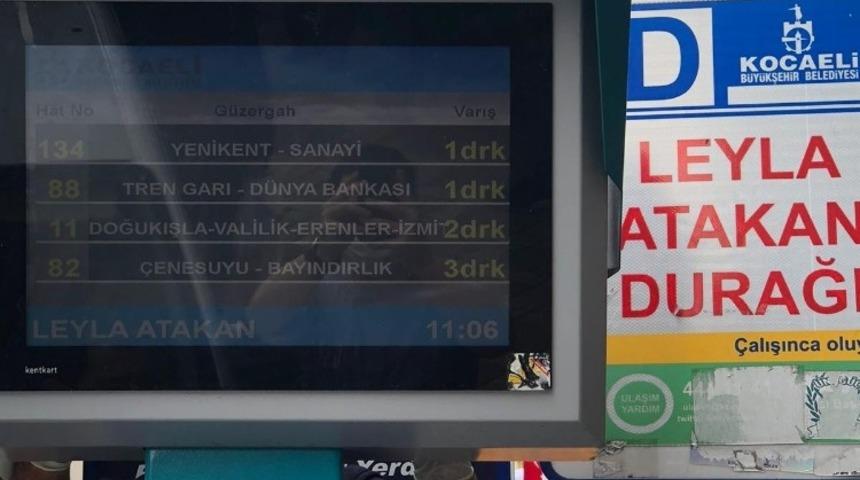 KOCAELİ
Hat No Güzergah Varış
134 YENİKENT - SANAYİ 1drk
88 TREN GARI - DÜNYA BANKASI 1drk
11 DOĞUKIŞLA-VALİLİK-ERENLER-İZMİT 2drk
82 ÇENESUYU - BAYINDIRLIK 3drk
LEYLA ATAKAN 11:06
kentkart
D
KOCAELİ
BÜYÜKŞEHİR BELEDİYESİ
LEYLA
ATAKAN
DURAĞI
Çalışınca oluy
ULAŞIM
YARDIM
Yerd